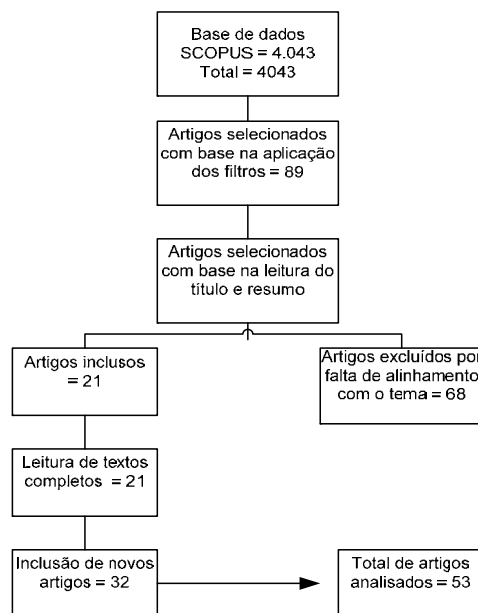 Base de dados
SCOPUS = 4.043
Total = 4043
Artigos selecionados
com base na aplicação
dos filtros = 89
Artigos selecionados
com base na leitura do
título e resumo
Artigos inclusos
= 21
Artigos excluídos por
falta de alinhamento
com o tema = 68
Leitura de textos
completos = 21
Inclusão de novos
artigos = 32
Total de artigos
analisados = 53